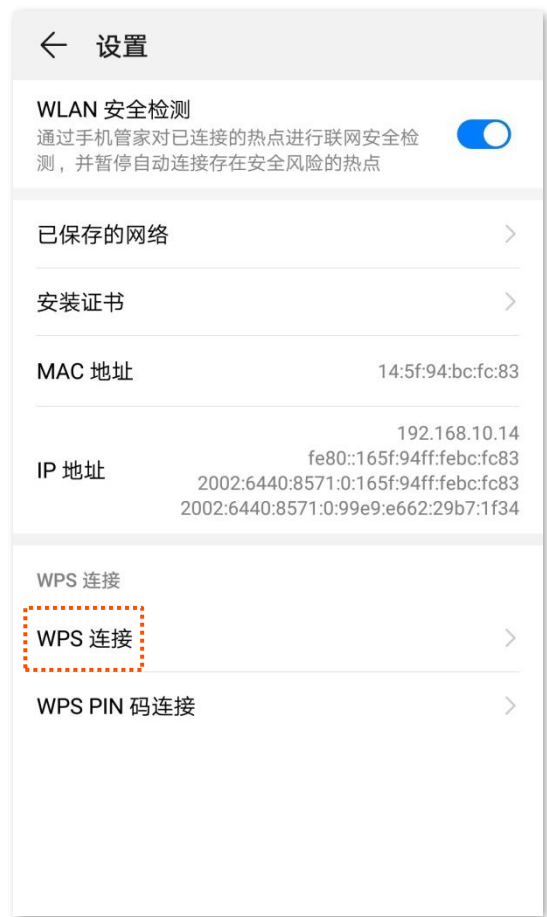 设置
WLAN 安全检测
通过手机管家对已连接的热点进行联网安全检
测，并暂停自动连接存在安全风险的热点
已保存的网络
安装证书
MAC 地址 14:5f:94:bc:fc:83
192.168.10.14
fe80::165f:94ff:febc:fc83
IP 地址
2002:6440:8571:0:165f:94ff:febc:fc83
2002:6440:8571:0:99e9:e662:29b7:1f34
WPS 连接
WPS 连接
WPS PIN 码连接